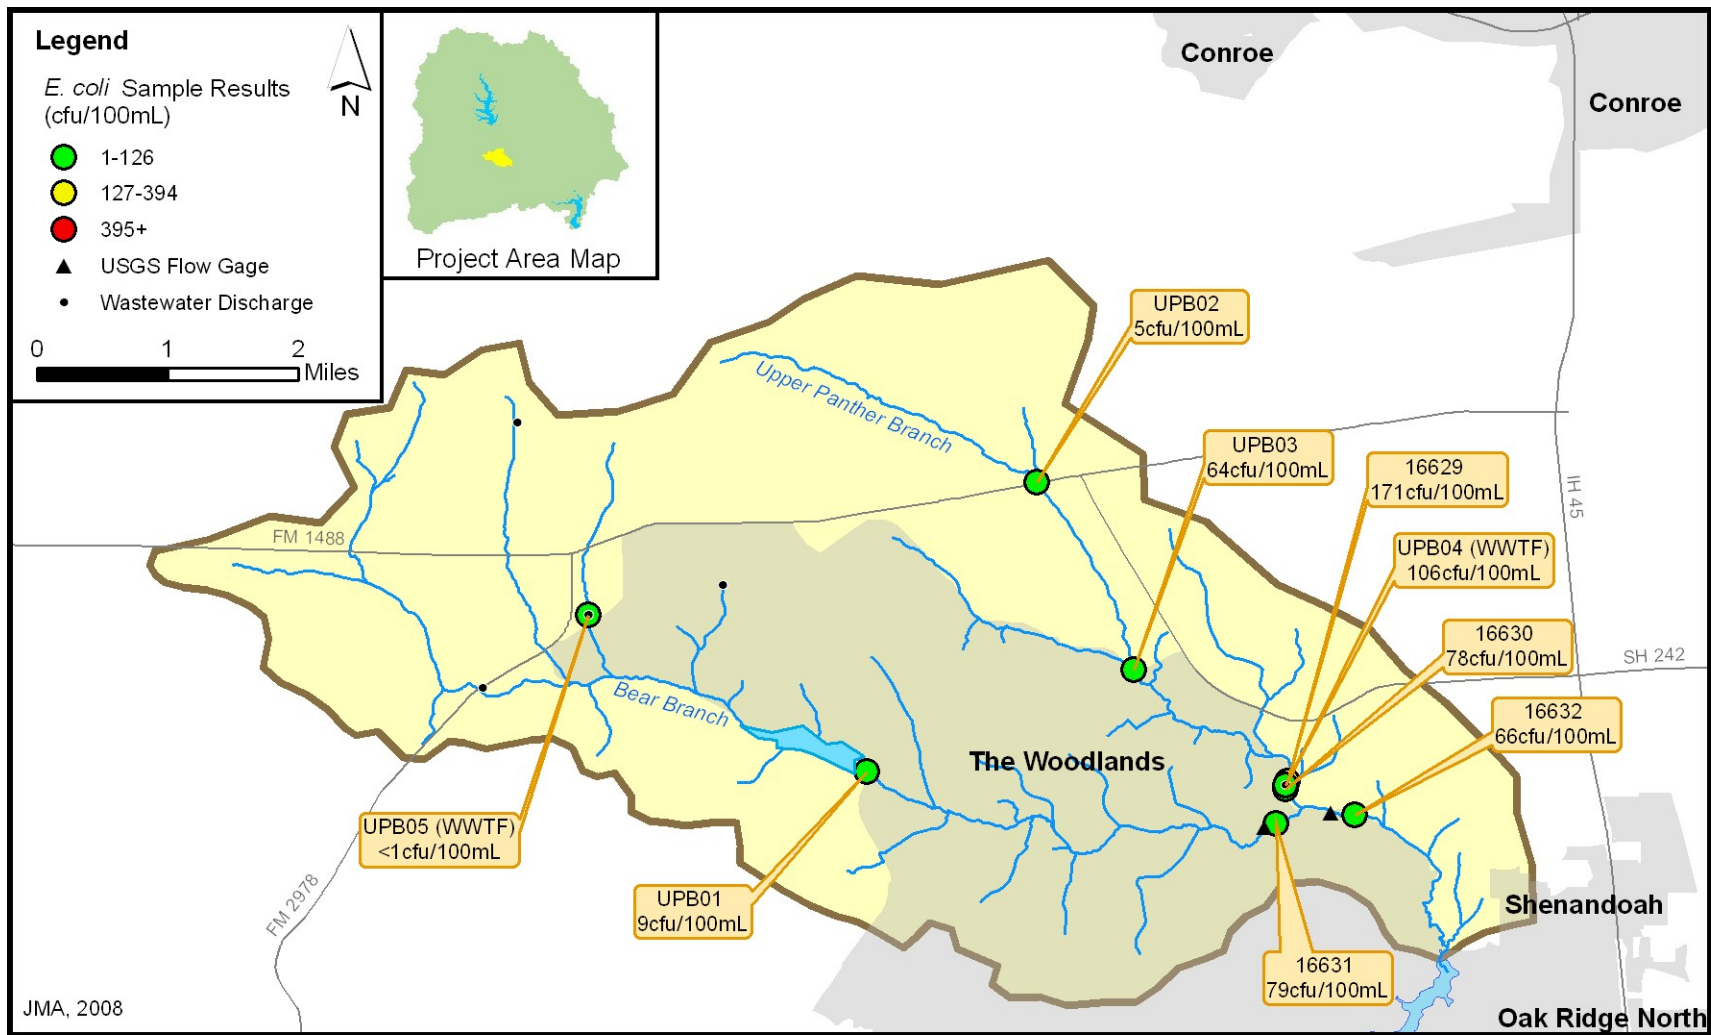 Legend
E. coli Sample Results
(cfu/100mL)
1-126
127-394
395+
USGS Flow Gage
Wastewater Discharge
0 1 2
Miles
N
Project Area Map
Conroe
Conroe
UPB02
5cfu/100mL
Upper Panther Branch
UPB03
64cfu/100mL
16629
171cfu/100mL
IH 45
FM 1488
UPB04 (WWTF)
106cfu/100mL
16630
78cfu/100mL
SH 242
Bear Branch
16632
66cfu/100mL
The Woodlands
UPB05 (WWTF)
<1cfu/100mL
FM 2978
UPB01
9cfu/100mL
Shenandoah
16631
79cfu/100mL
JMA, 2008
Oak Ridge North